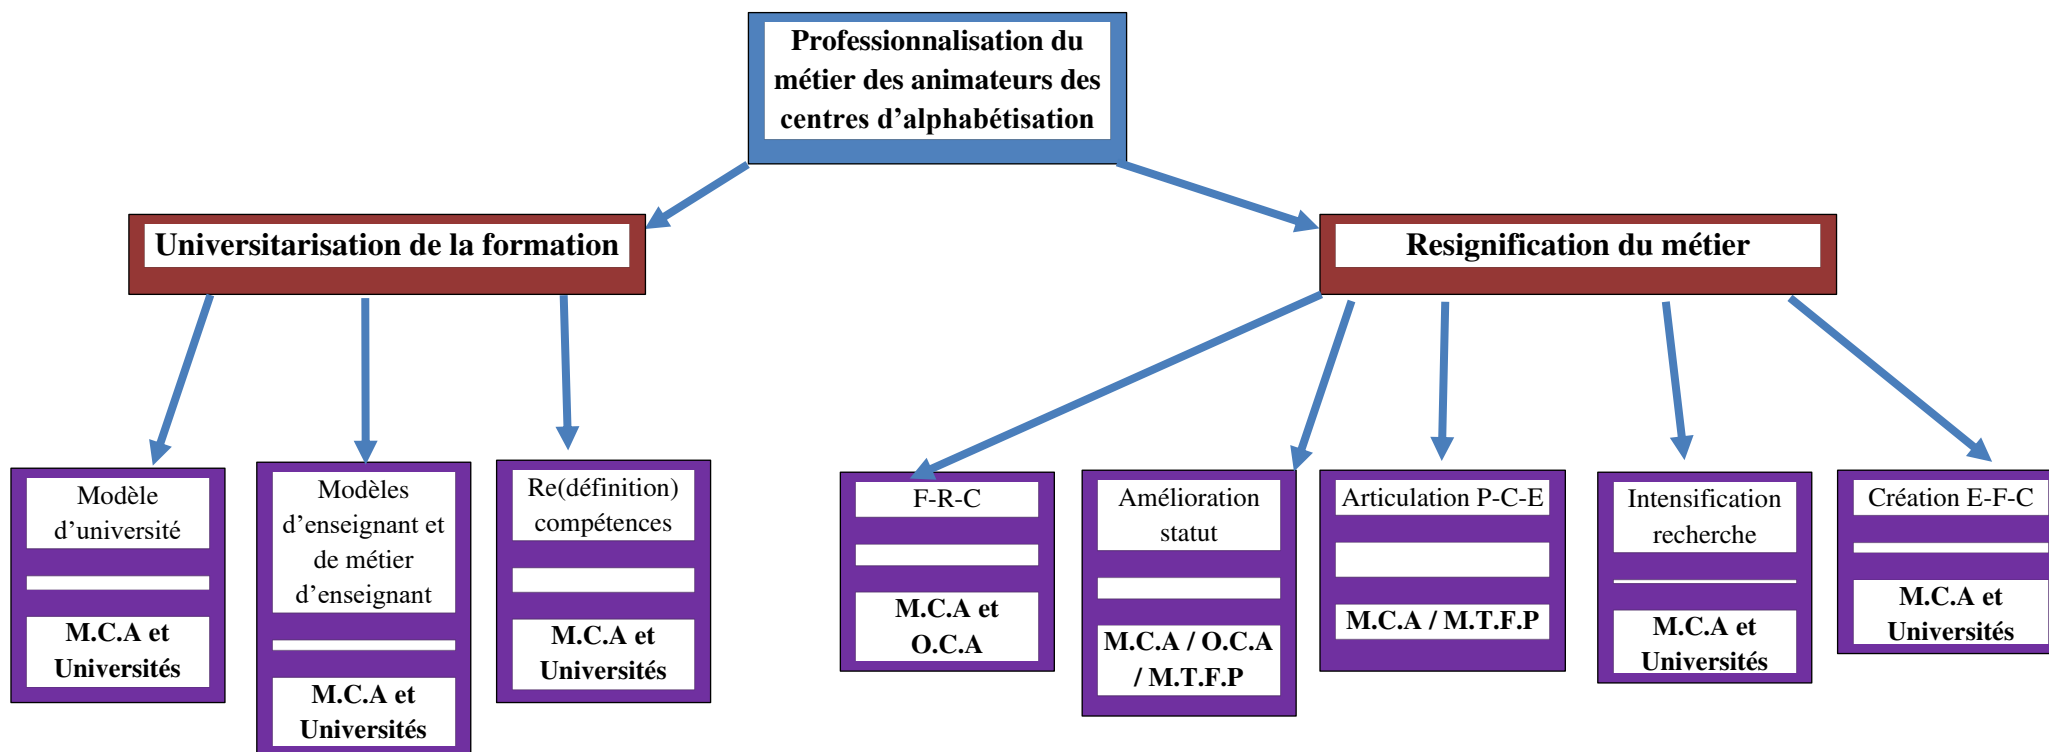 Professionnalisation du
métier des animateurs des
centres d’alphabétisation
Universitarisation de la formation
Resignification du métier
Modèle
d’université
M.C.A et
Universités
Modèles
d’enseignant et
de métier
d’enseignant
M.C.A et
Universités
Re(définition)
compétences
M.C.A et
Universités
F-R-C
M.C.A et
O.C.A
Amélioration
statut
M.C.A / O.C.A
/ M.T.F.P
Articulation P-C-E
M.C.A / M.T.F.P
Intensification
recherche
M.C.A et
Universités
Création E-F-C
M.C.A et
Universités